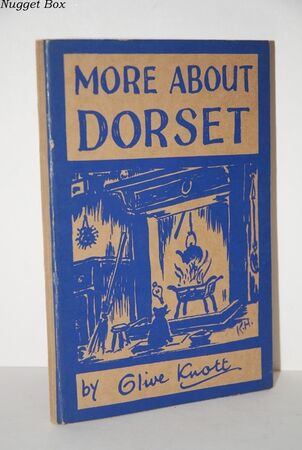 Nugget Box
MORE ABOUT
DORSET
R.H.
by Olive Knott